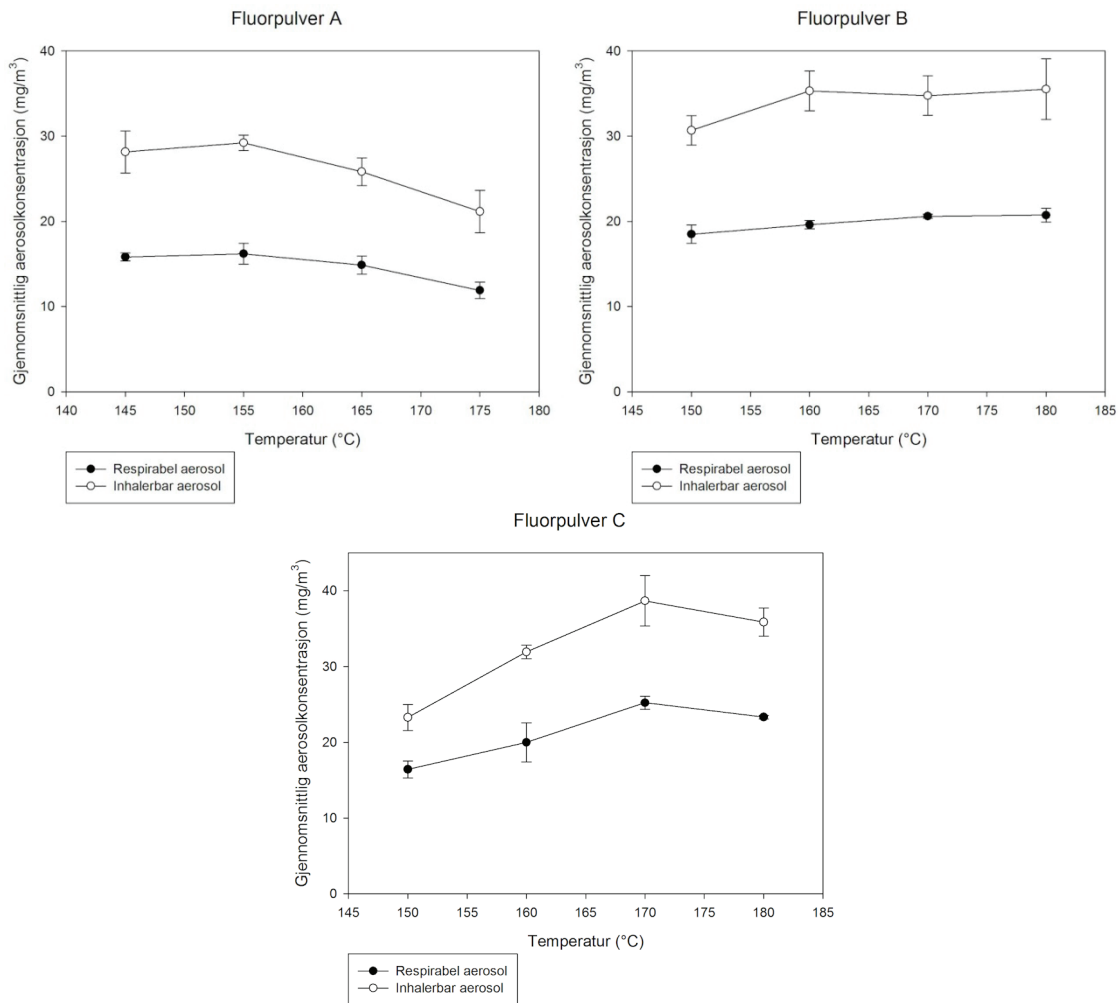 Fluorpulver A
Gjennomsnittlig aerosolkonsentrasjon (mg/m³)
40
30
20
10
0
140 145 150 155 160 165 170 175 180
Temperatur (°C)
Respirabel aerosol
Inhalerbar aerosol
Fluorpulver B
Gjennomsnittlig aerosolkonsentrasjon (mg/m³)
40
30
20
10
0
145 150 155 160 165 170 175 180 185
Temperatur (°C)
Respirabel aerosol
Inhalerbar aerosol
Fluorpulver C
Gjennomsnittlig aerosolkonsentrasjon (mg/m³)
40
30
20
10
0
145 150 155 160 165 170 175 180 185
Temperatur (°C)
Respirabel aerosol
Inhalerbar aerosol